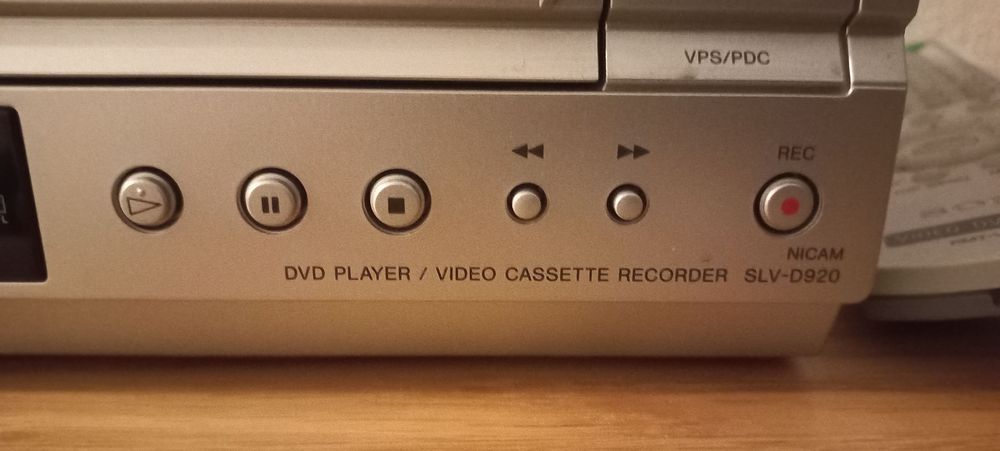 VPS/PDC
REC
NICAM
DVD PLAYER / VIDEO CASSETTE RECORDER SLV-D920